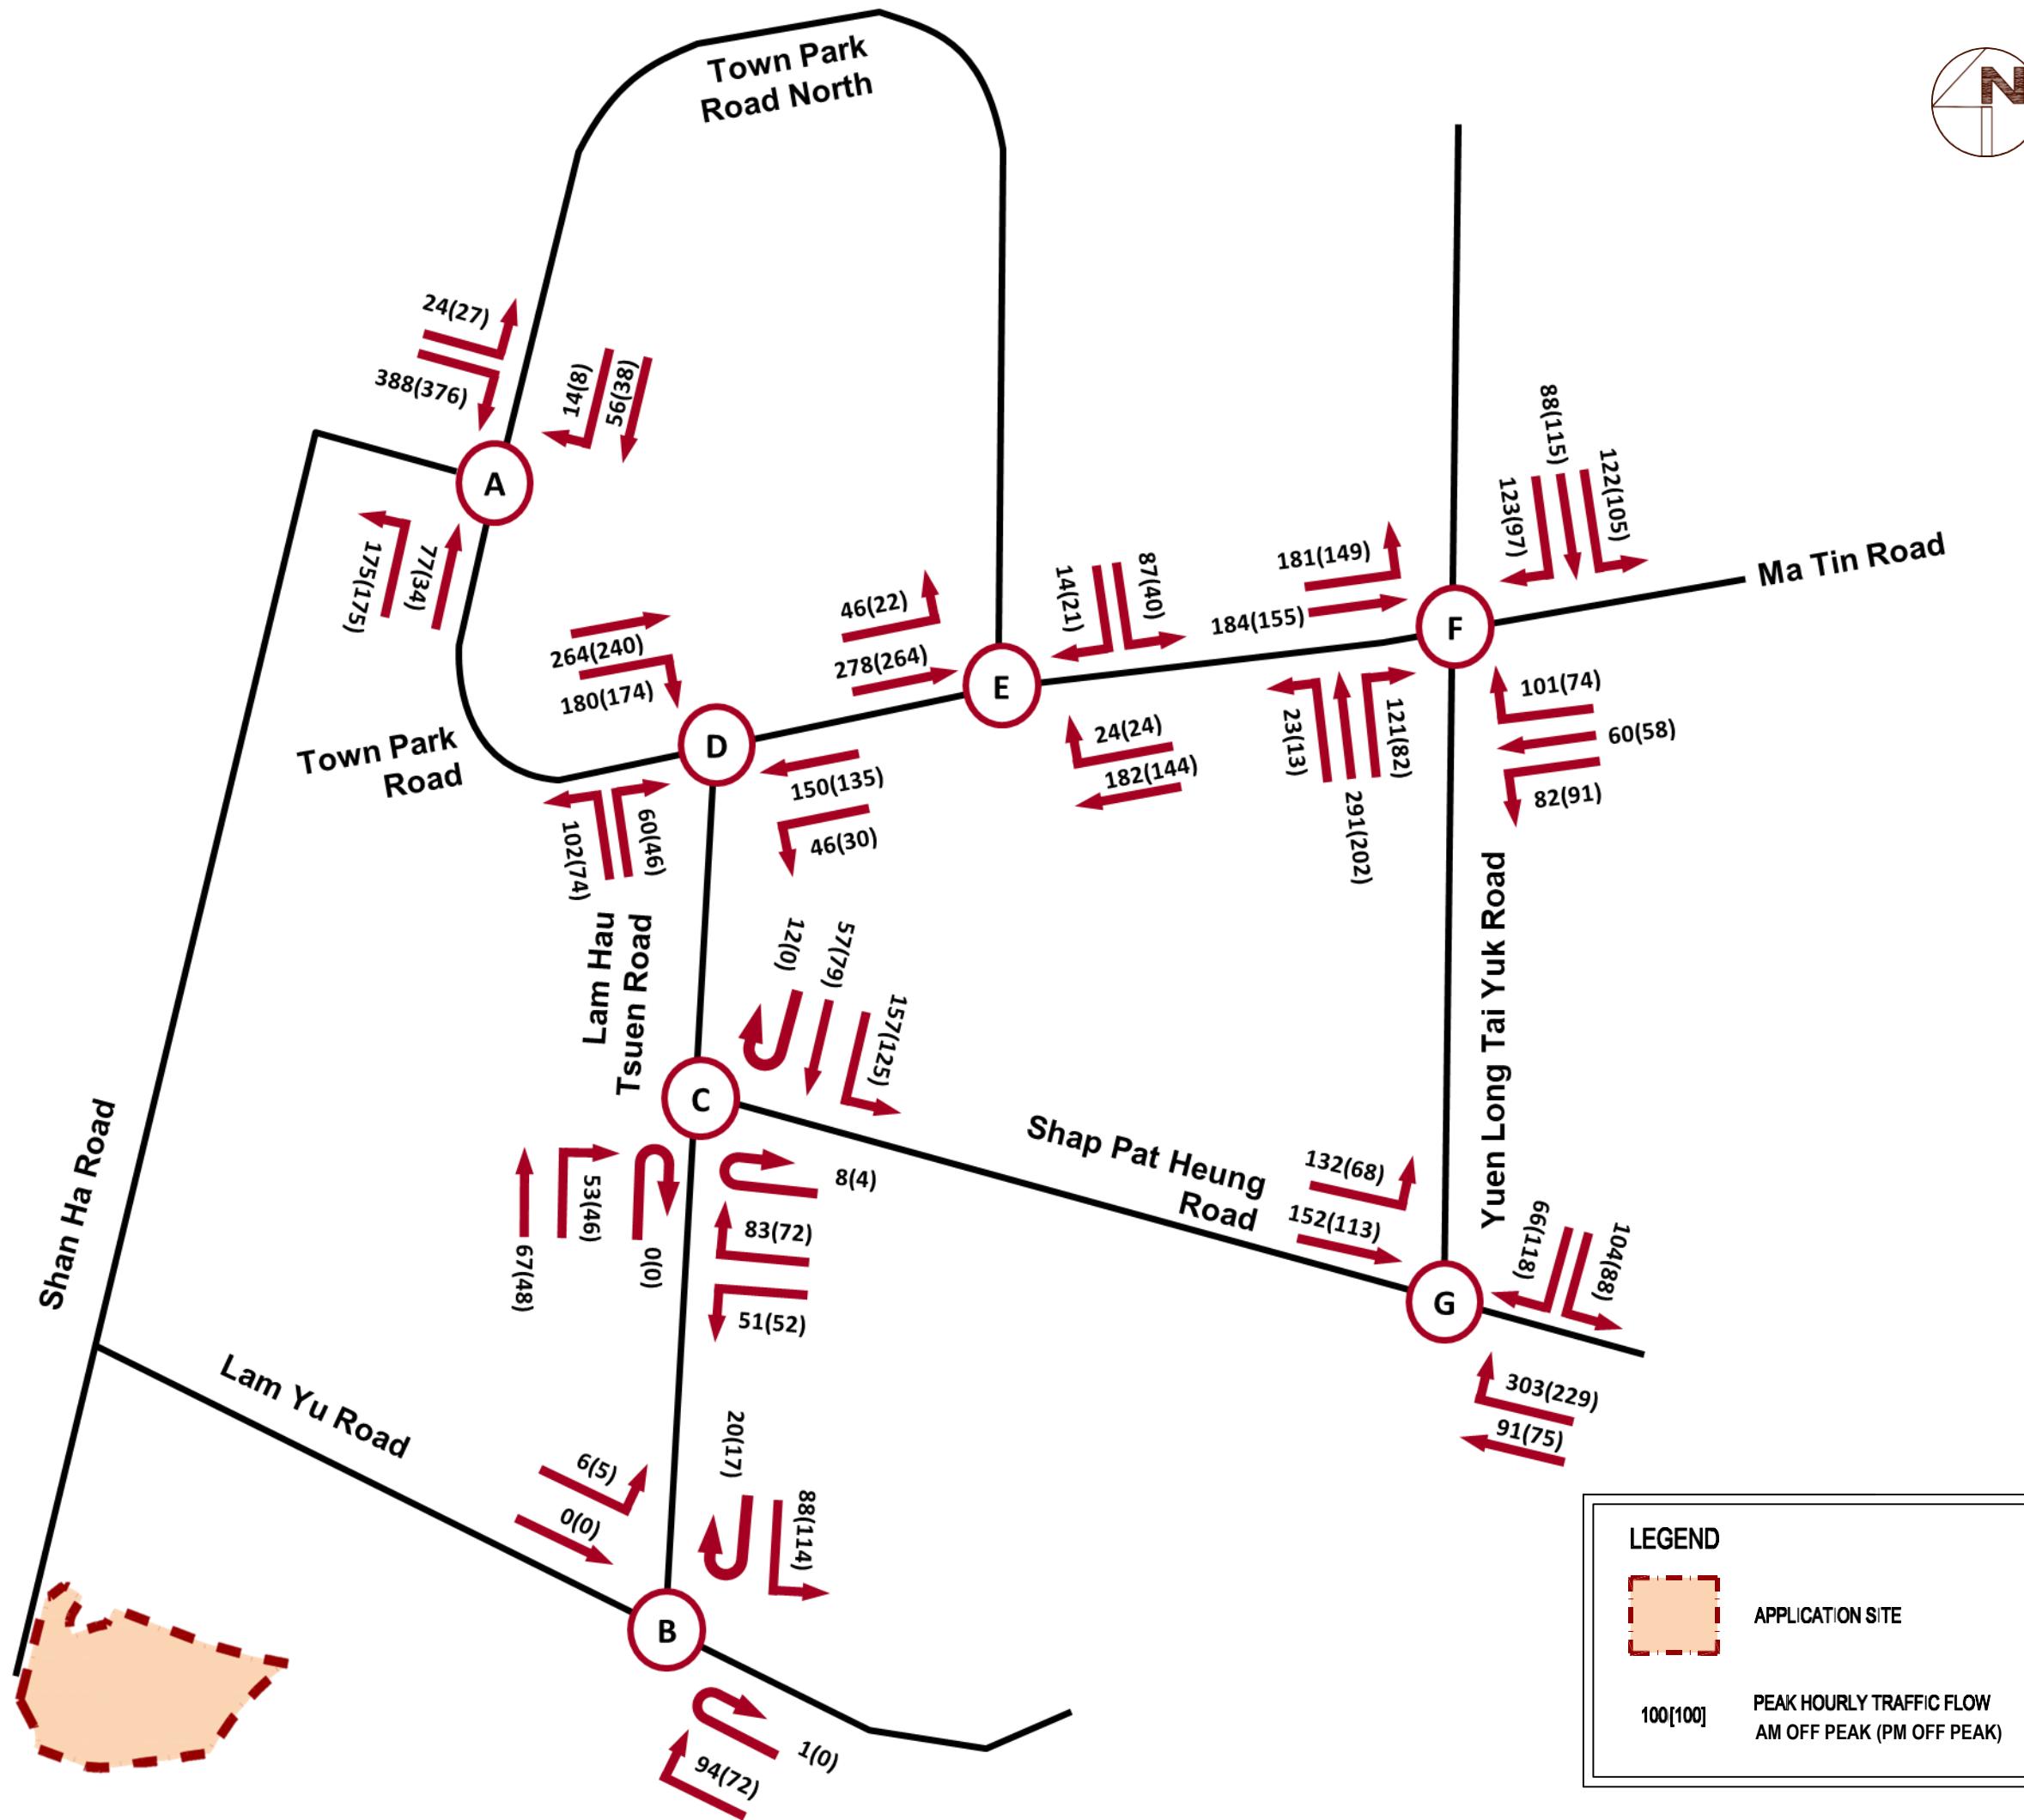 Town Park
Road North
N
24(27)
388(376)
14(8)
56(38)
A
175(175)
77(34)
88(115)
123(97)
122(105)
Ma Tin Road
181(149)
184(155)
F
46(22)
278(264)
14(21)
87(40)
E
264(240)
180(174)
D
Town Park
Road
150(135)
46(30)
24(24)
182(144)
23(13)
291(202)
121(82)
101(74)
60(58)
82(91)
102(74)
60(46)
Lam Hau
Tsuen Road
12(0)
57(79)
157(125)
C
Yuen Long Tai Yuk Road
Shap Pat Heung
Road
67(48)
53(46)
0(0)
8(4)
83(72)
51(52)
132(68)
152(113)
66(118)
104(88)
G
303(229)
91(75)
Shan Ha Road
Lam Yu Road
6(5)
0(0)
20(17)
88(114)
B
1(0)
94(72)
LEGEND
APPLICATION SITE
100[100]
PEAK HOURLY TRAFFIC FLOW
AM OFF PEAK (PM OFF PEAK)